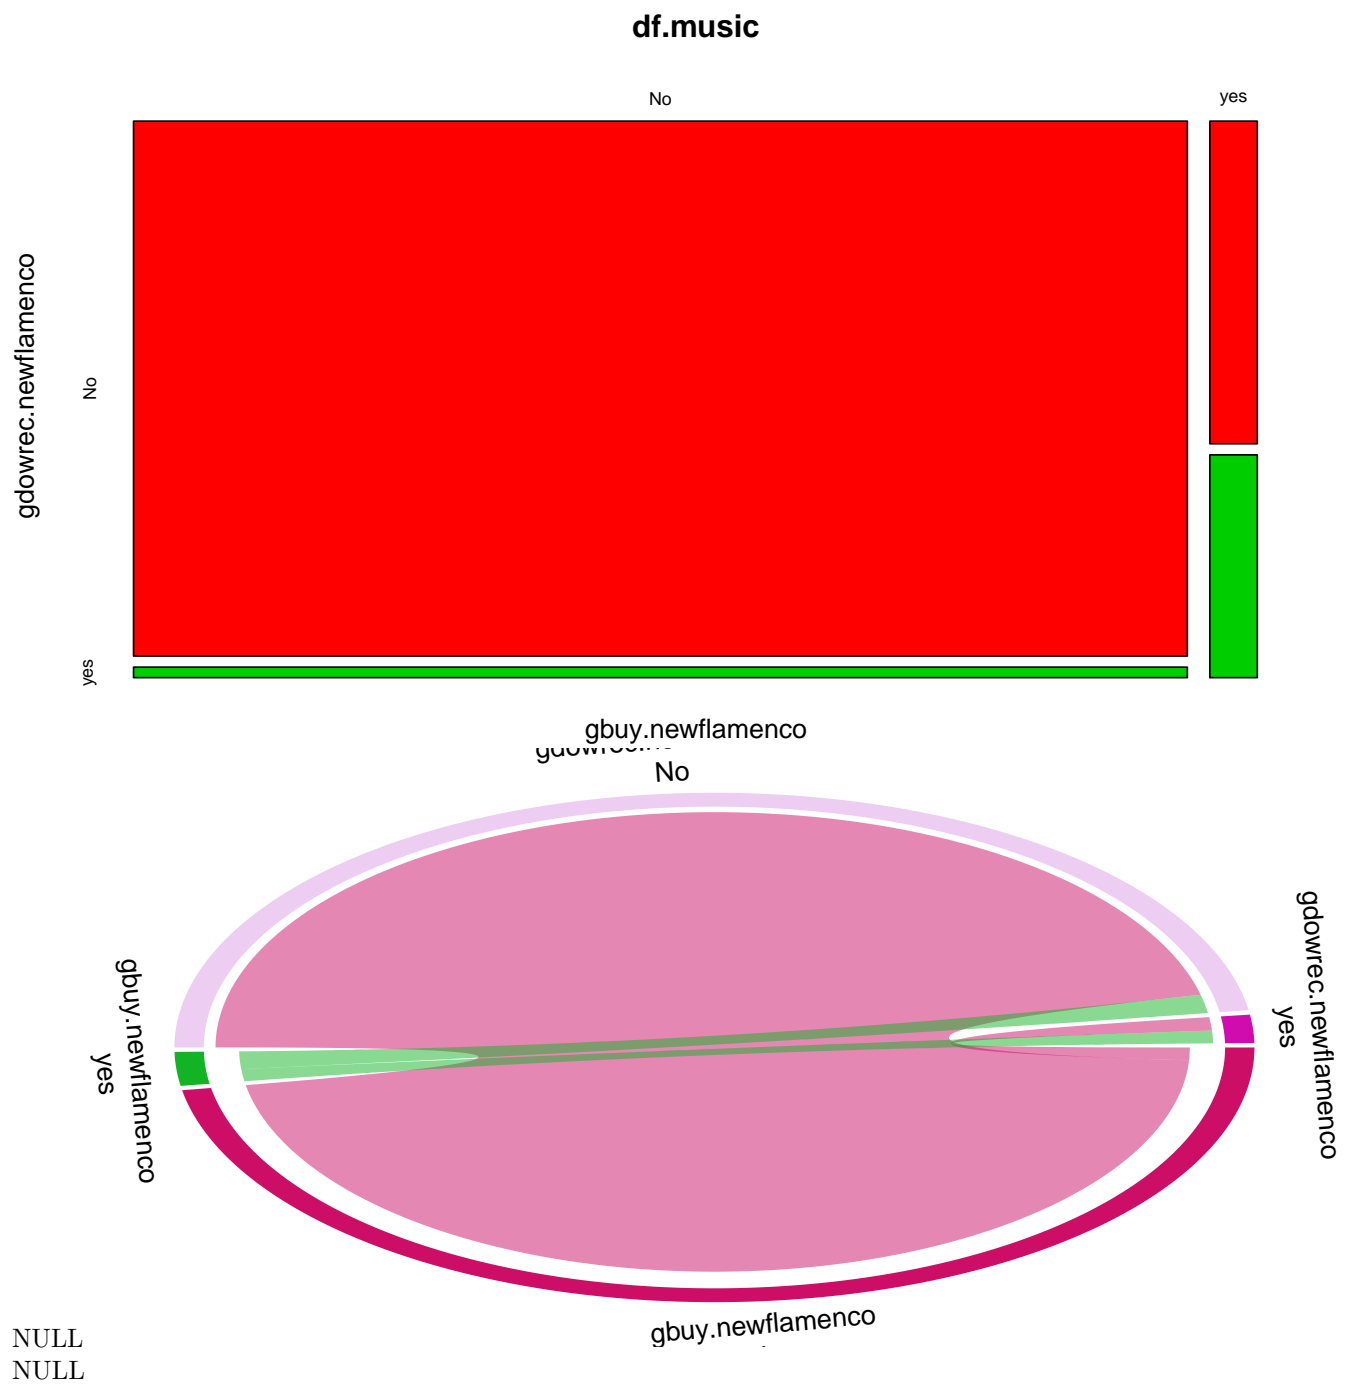 df.music
No
yes
gdowrec.newflamenco
No
yes
gbuy.newflamenco
No
gdowrec.newflamenco
yes
gbuy.newflamenco
yes
gbuy.newflamenco
NULL
NULL